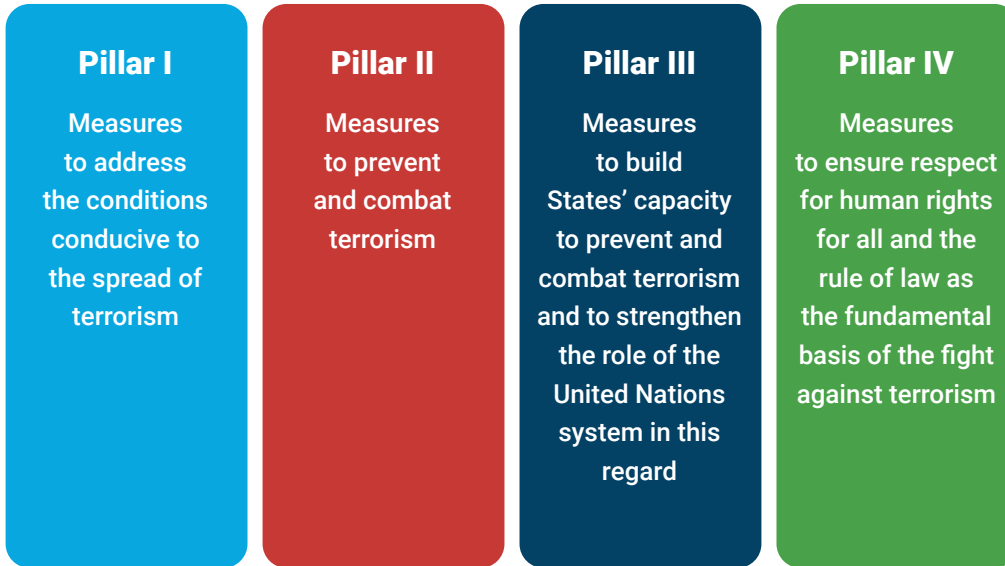 Pillar I
Measures
to address
the conditions
conducive to
the spread of
terrorism
Pillar II
Measures
to prevent
and combat
terrorism
Pillar III
Measures
to build
States’ capacity
to prevent and
combat terrorism
and to strengthen
the role of the
United Nations
system in this
regard
Pillar IV
Measures
to ensure respect
for human rights
for all and the
rule of law as
the fundamental
basis of the fight
against terrorism